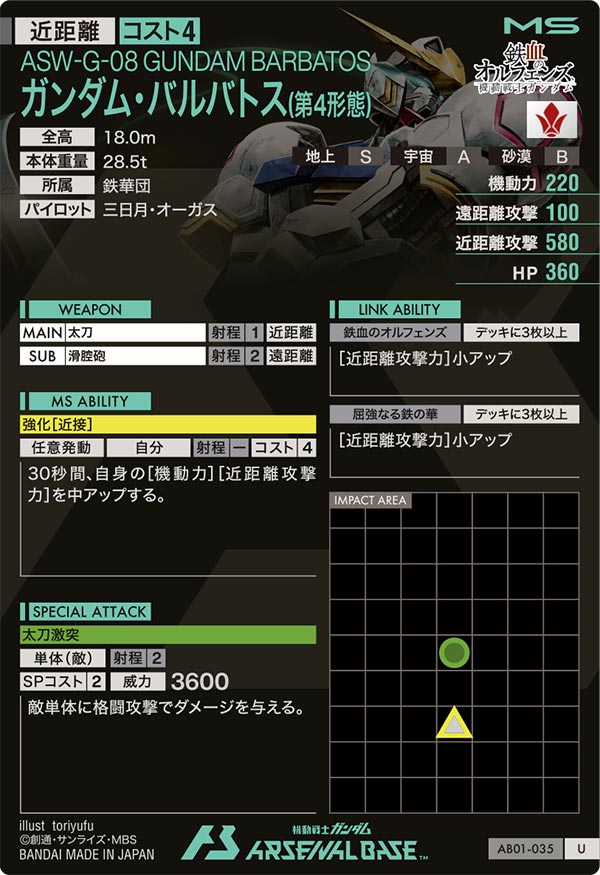 近距離 コスト4
MS
ASW-G-08 GUNDAM BARBATOS
ガンダム・バルバトス(第4形態)
鉄血の
オルフェンズ
機動戦士ガンダム
全高 18.0m
本体重量 28.5t
所属 鉄華団
パイロット 三日月・オーガス
地上 S 宇宙 A 砂漠 B
機動力 220
遠距離攻撃 100
近距離攻撃 580
HP 360
WEAPON
MAIN 太刀 射程 1 近距離
SUB 滑腔砲 射程 2 遠距離
MS ABILITY
強化[近接]
任意発動 自分 射程 ー コスト 4
30秒間、自身の[機動力][近距離攻撃
力]を中アップする。
SPECIAL ATTACK
太刀激突
単体(敵) 射程 2
SPコスト 2 威力 3600
敵単体に格闘攻撃でダメージを与える。
LINK ABILITY
鉄血のオルフェンズ デッキに3枚以上
[近距離攻撃力]小アップ
屈強なる鉄の華 デッキに3枚以上
[近距離攻撃力]小アップ
IMPACT AREA
illust toriyufu
©創通・サンライズ・MBS
BANDAI MADE IN JAPAN
機動戦士ガンダム
ARSENAL BASE™
AB01-035 U